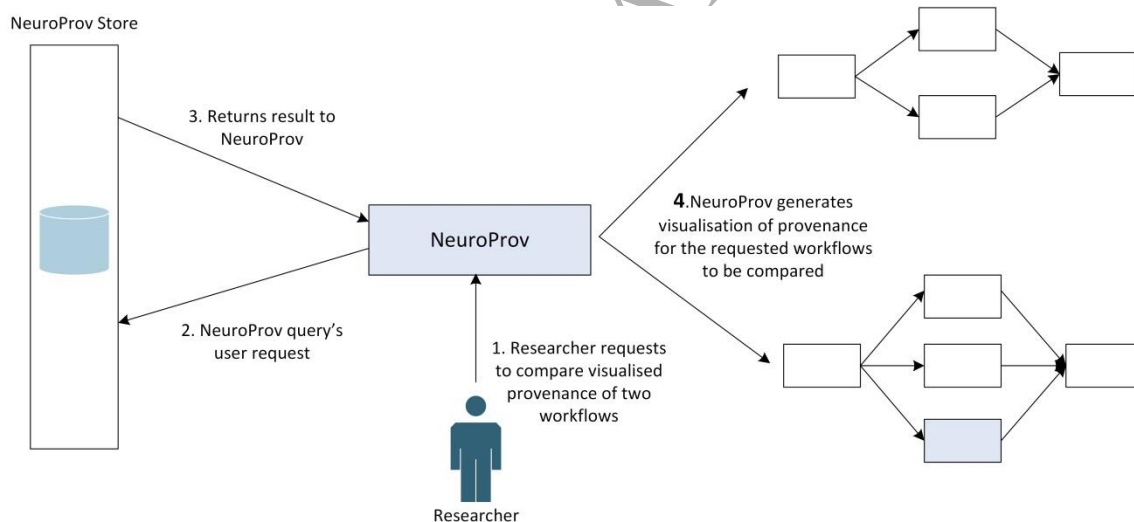 NeuroProv Store
3. Returns result to
NeuroProv
NeuroProv
4.NeuroProv generates
visualisation of provenance
for the requested workflows
to be compared
2. NeuroProv query's
user request
1. Researcher requests
to compare visualised
provenance of two
workflows
Researcher